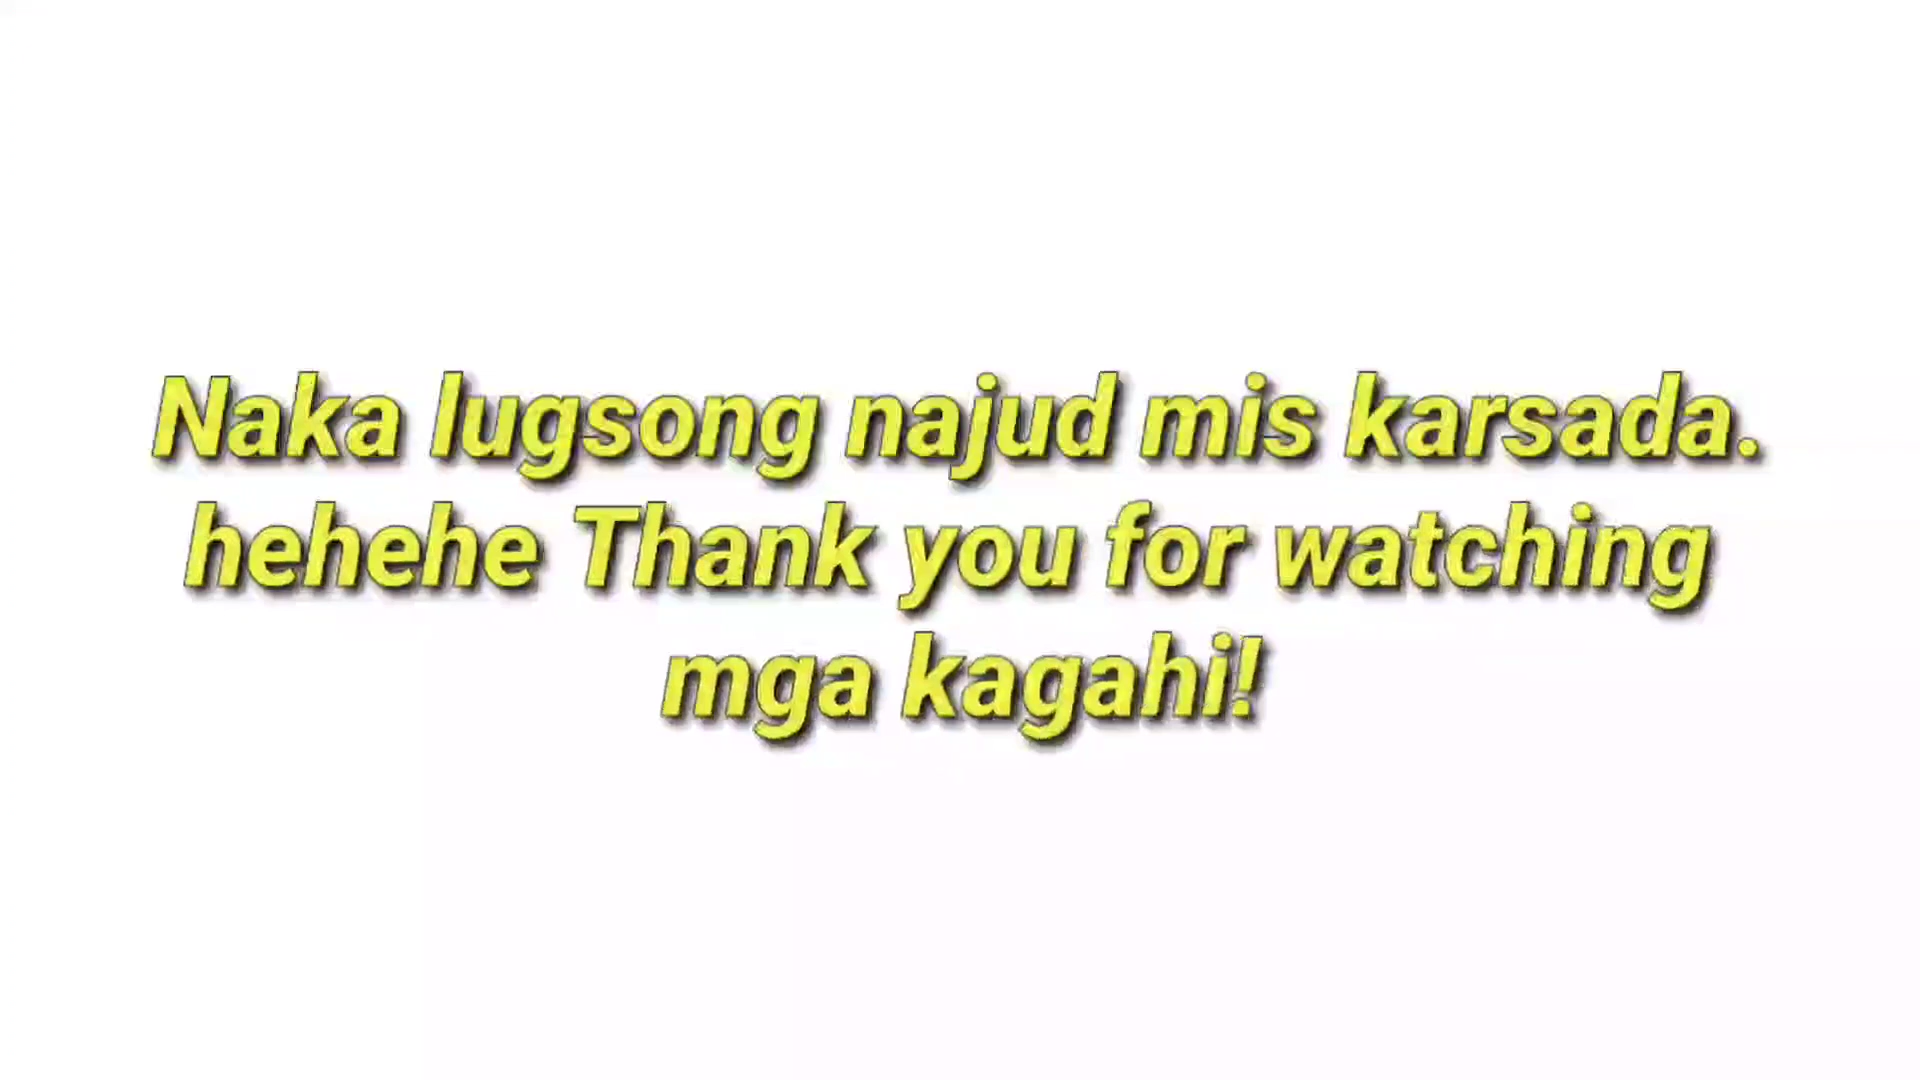 Naka lugsong najud mis karsada.
hehehe Thank you for watching
mga kagahi!